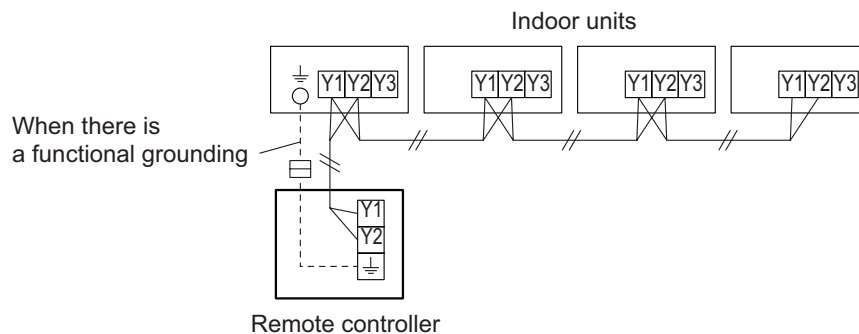 Indoor units
Y1 Y2 Y3 Y1 Y2 Y3 Y1 Y2 Y3 Y1 Y2 Y3
When there is
a functional grounding
Y1
Y2
Remote controller